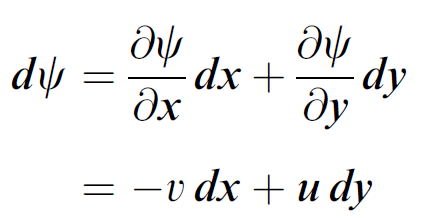 dψ = ∂ψ/∂x dx + ∂ψ/∂y dy
= −v dx + u dy